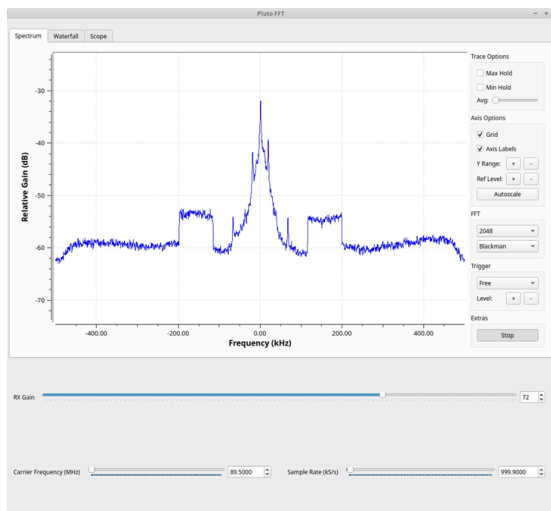 Pluto FFT
Spectrum Waterfall Scope
Trace Options
Max Hold
Min Hold
Avg:
Axis Options
Grid
Axis Labels
Y Range: + -
Ref Level: + -
Autoscale
FFT
2048
Blackman
Trigger
Free
Level: + -
Extras
Stop
Relative Gain (dB)
-30
-40
-50
-60
-70
-400.00 -200.00 0.00 200.00 400.00
Frequency (kHz)
RX Gain 72
Carrier Frequency (MHz) 89.5000 Sample Rate (kS/s) 999.9000